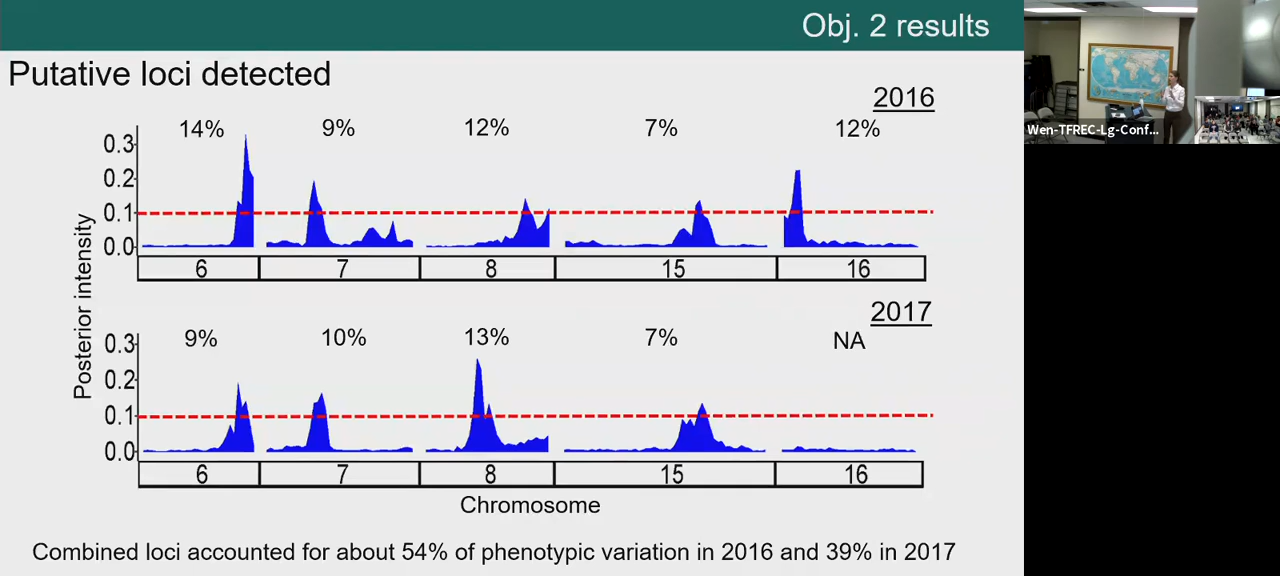 Obj. 2 results
Putative loci detected
2016
14% 9% 12% 7% 12%
0.3
0.2
0.1
0.0
6 7 8 15 16
Posterior intensity
2017
9% 10% 13% 7% NA
0.3
0.2
0.1
0.0
6 7 8 15 16
Chromosome
Combined loci accounted for about 54% of phenotypic variation in 2016 and 39% in 2017
Wen-TFREC-Lg-Conf...